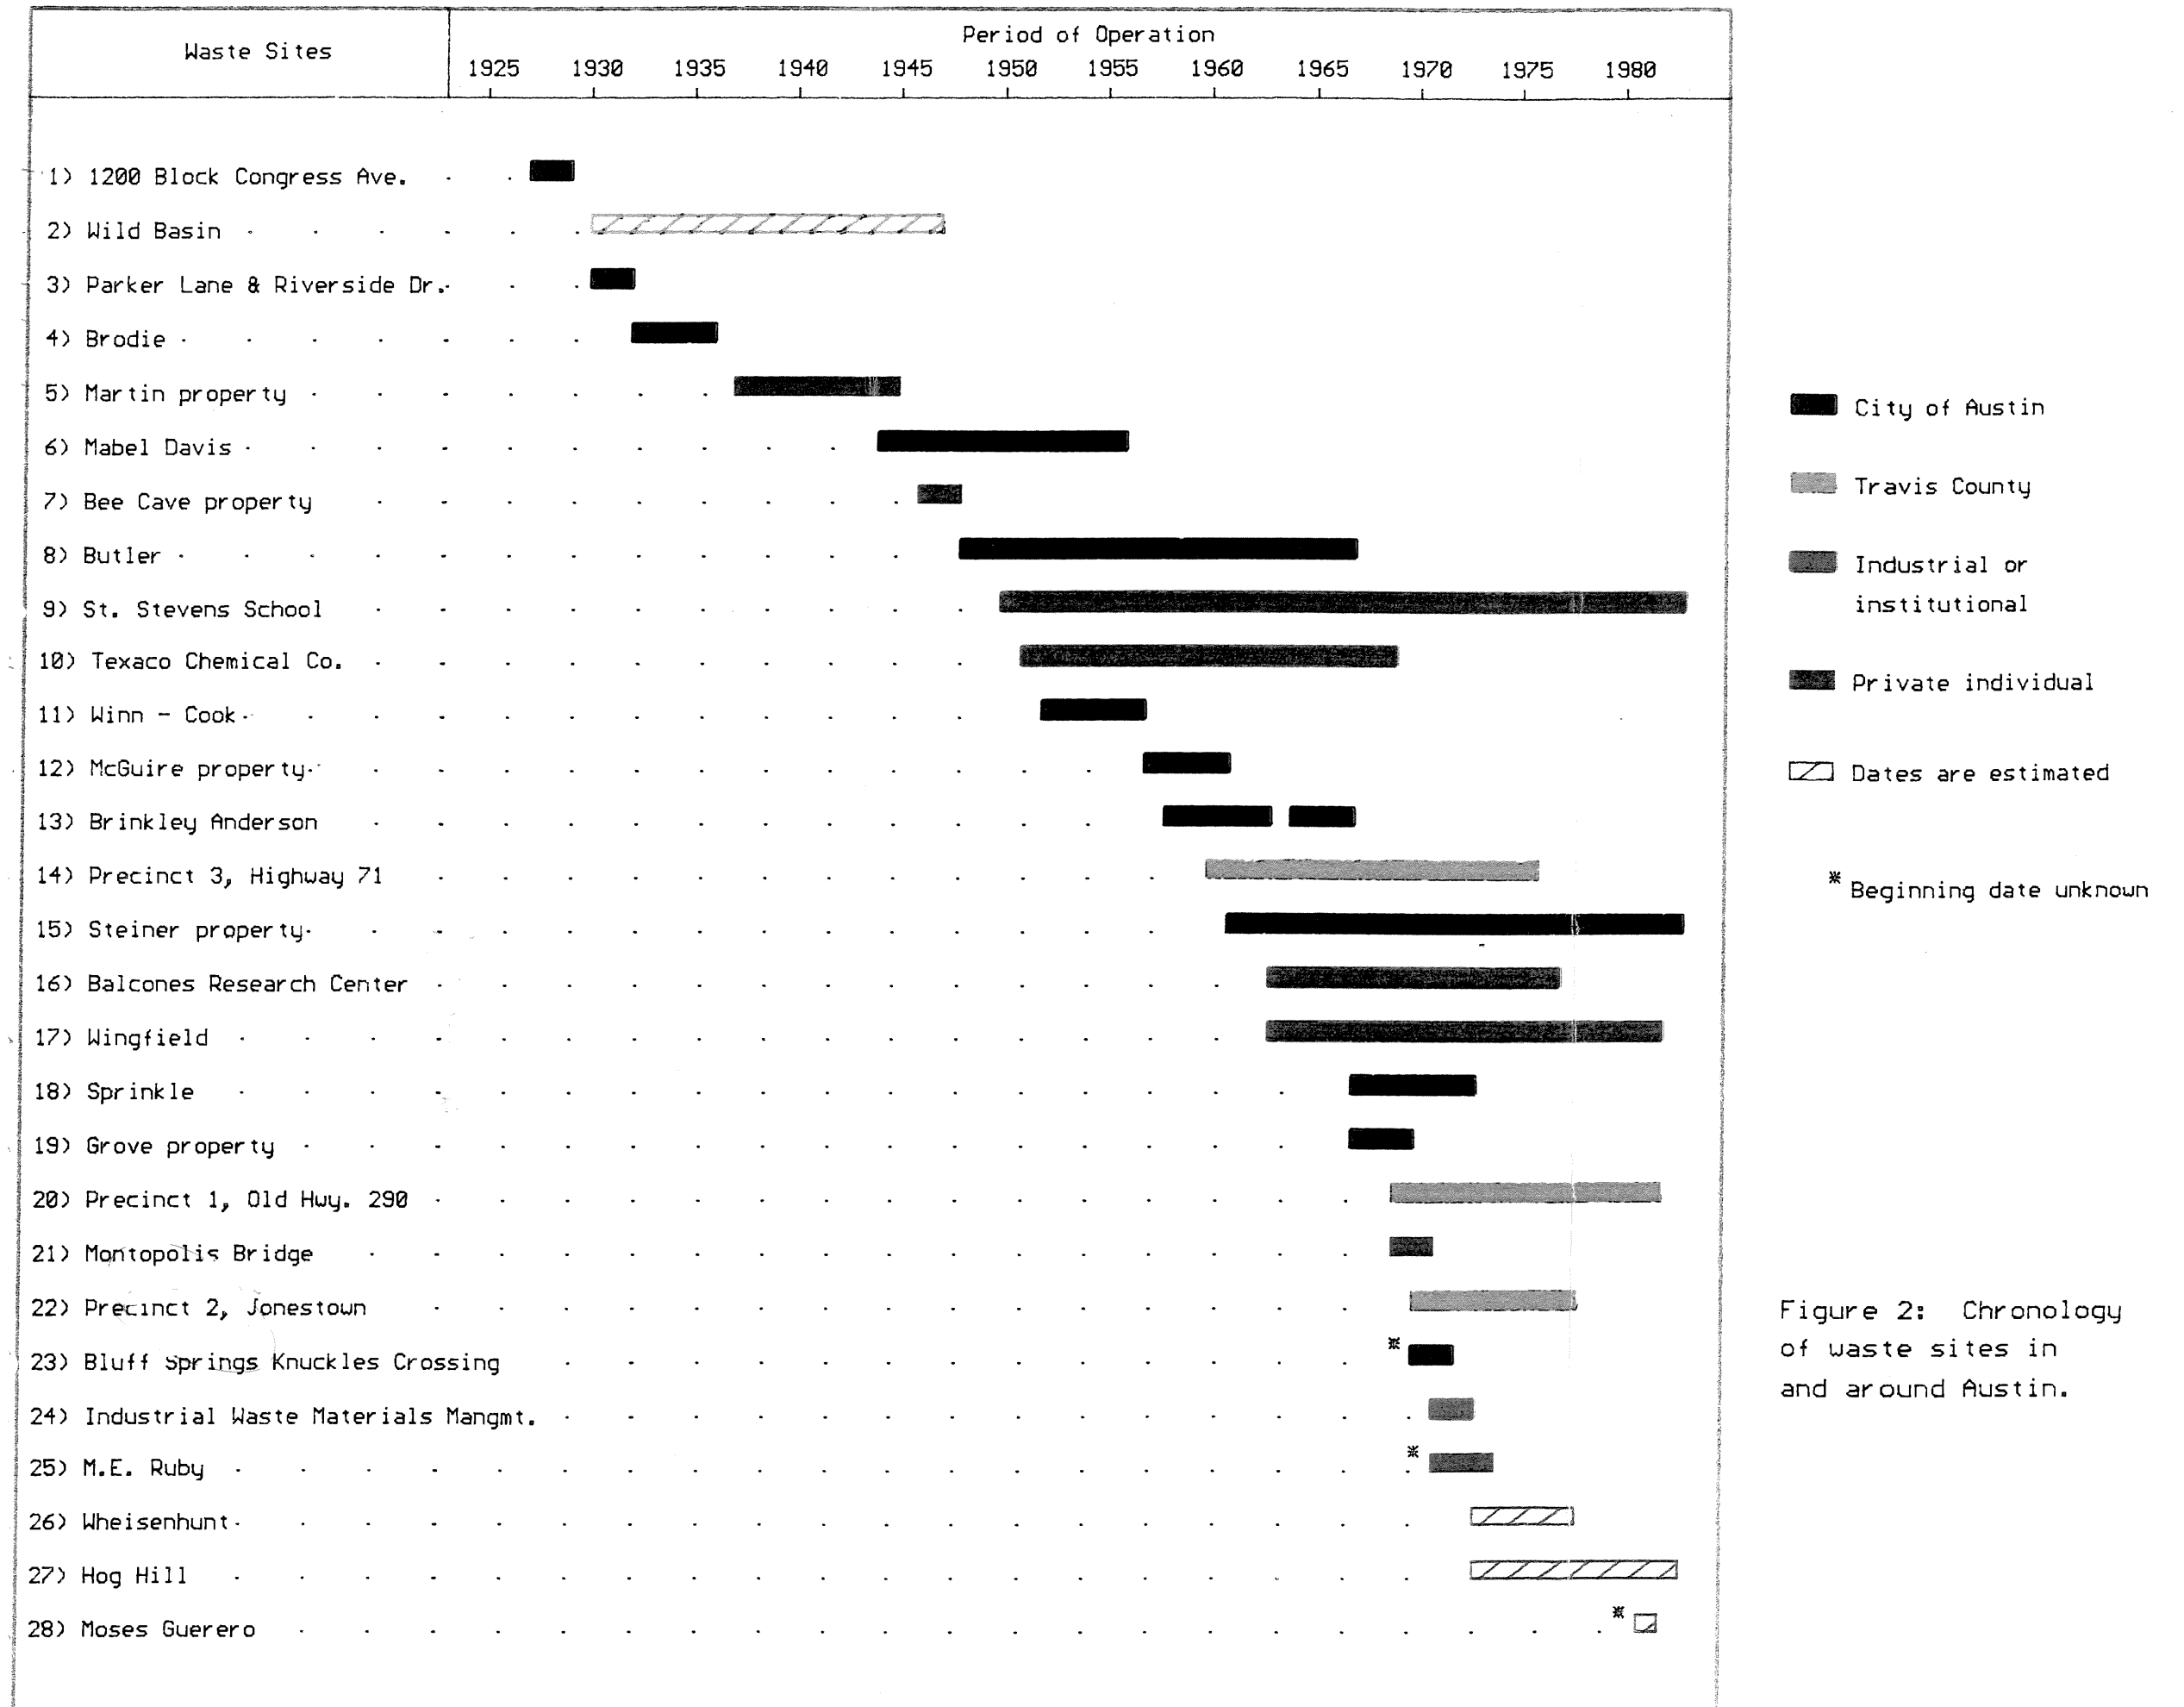 Waste Sites
Period of Operation
1925 1930 1935 1940 1945 1950 1955 1960 1965 1970 1975 1980
1) 1200 Block Congress Ave.
2) Wild Basin
3) Parker Lane & Riverside Dr.
4) Brodie
5) Martin property
6) Mabel Davis
7) Bee Cave property
8) Butler
9) St. Stevens School
10) Texaco Chemical Co.
11) Winn - Cook
12) McGuire property
13) Brinkley Anderson
14) Precinct 3, Highway 71
15) Steiner property
16) Balcones Research Center
17) Wingfield
18) Sprinkle
19) Grove property
20) Precinct 1, Old Hwy. 290
21) Montopolis Bridge
22) Precinct 2, Jonestown
23) Bluff Springs Knuckles Crossing *
24) Industrial Waste Materials Mangmt.
25) M.E. Ruby *
26) Wheisenhunt
27) Hog Hill
28) Moses Guerero *
City of Austin
Travis County
Industrial or
institutional
Private individual
Dates are estimated
* Beginning date unknown
Figure 2: Chronology
of waste sites in
and around Austin.